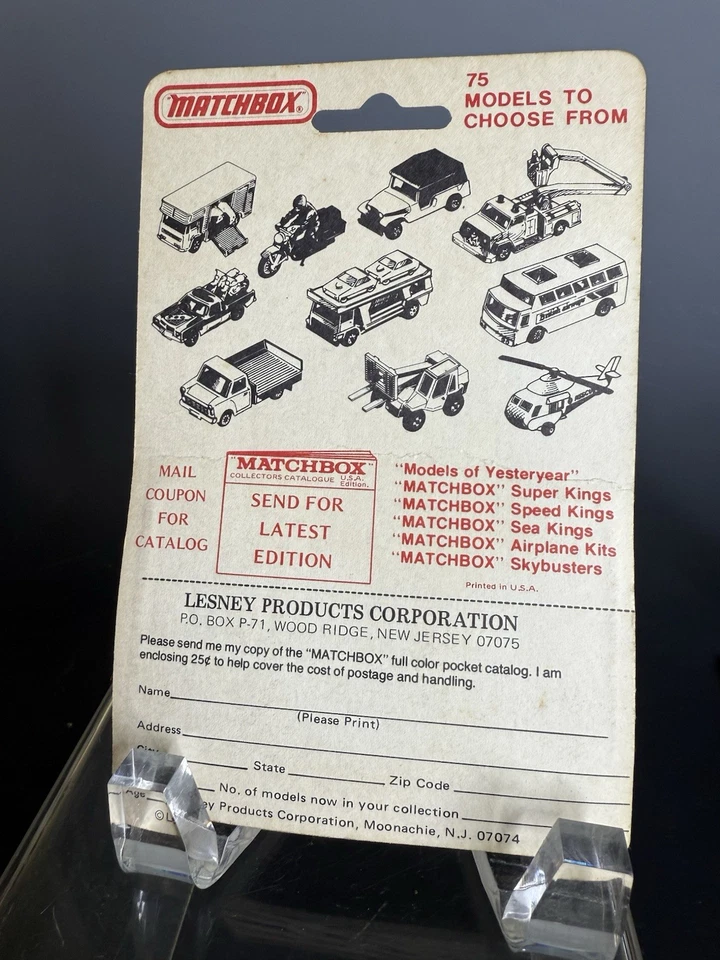 "MATCHBOX"®
75
MODELS TO
CHOOSE FROM
British Airways
MAIL
COUPON
FOR
CATALOG
"MATCHBOX"
COLLECTORS CATALOGUE U.S.A.
Edition.
SEND FOR
LATEST
EDITION
"Models of Yesteryear"
"MATCHBOX" Super Kings
"MATCHBOX" Speed Kings
"MATCHBOX" Sea Kings
"MATCHBOX" Airplane Kits
"MATCHBOX" Skybusters
Printed in U.S.A.
LESNEY PRODUCTS CORPORATION
P.O. BOX P-71, WOOD RIDGE, NEW JERSEY 07075
Please send me my copy of the "MATCHBOX" full color pocket catalog. I am
enclosing 25¢ to help cover the cost of postage and handling.
Name
(Please Print)
Address
State Zip Code
Age No. of models now in your collection
©L ey Products Corporation, Moonachie, N.J. 07074